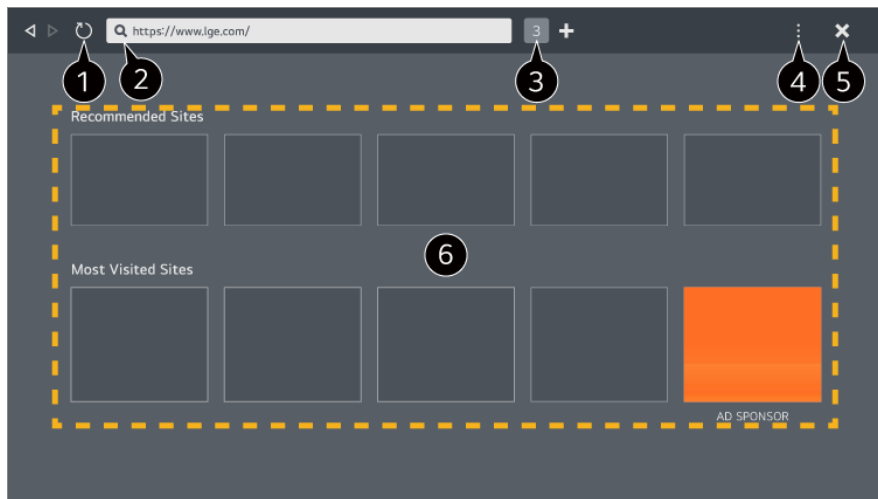 https://www.lge.com/ 3
1 2 3 4 5
Recommended Sites
6
Most Visited Sites
AD SPONSOR